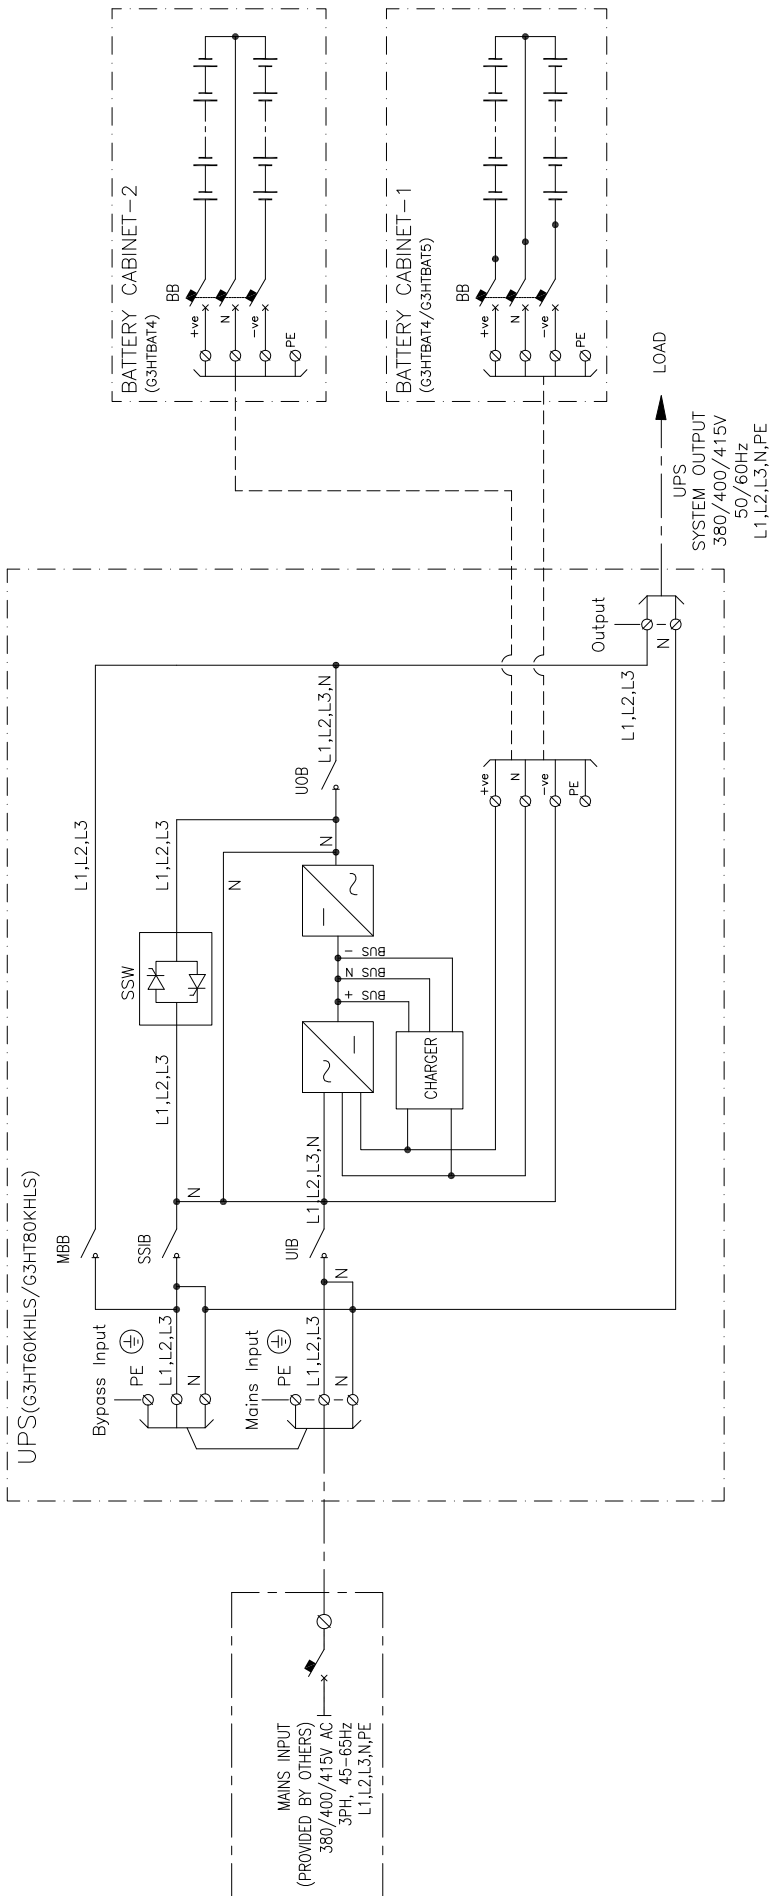 BATTERY CABINET-2
(G3HTBAT4)
BB
+ve
N
-ve
PE
BATTERY CABINET-1
(G3HTBAT4/G3HTBAT5)
BB
+ve
N
-ve
PE
LOAD
UPS
SYSTEM OUTPUT
380/400/415V
50/60Hz
L1,L2,L3,N,PE
UPS(G3HT60KHLS/G3HT80KHLS)
Output
N
L1,L2,L3
L1,L2,L3,N
UOB
L1,L2,L3
L1,L2,L3
N
N
+ve
N
-ve
PE
SSW
BUS -
BUS N
BUS +
CHARGER
L1,L2,L3
L1,L2,L3,N
N
MBB
SSIB
UIB
N
Bypass Input
PE
L1,L2,L3
N
Mains Input
PE
L1,L2,L3
N
MAINS INPUT
(PROVIDED BY OTHERS)
380/400/415V AC
3PH, 45-65Hz
L1,L2,L3,N,PE